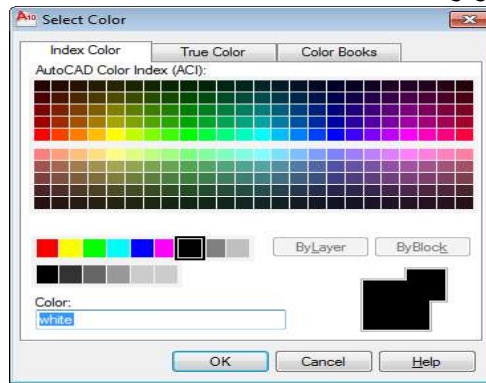 A10 Select Color
Index Color True Color Color Books
AutoCAD Color Index (ACI):
ByLayer ByBlock
Color:
white
OK Cancel Help